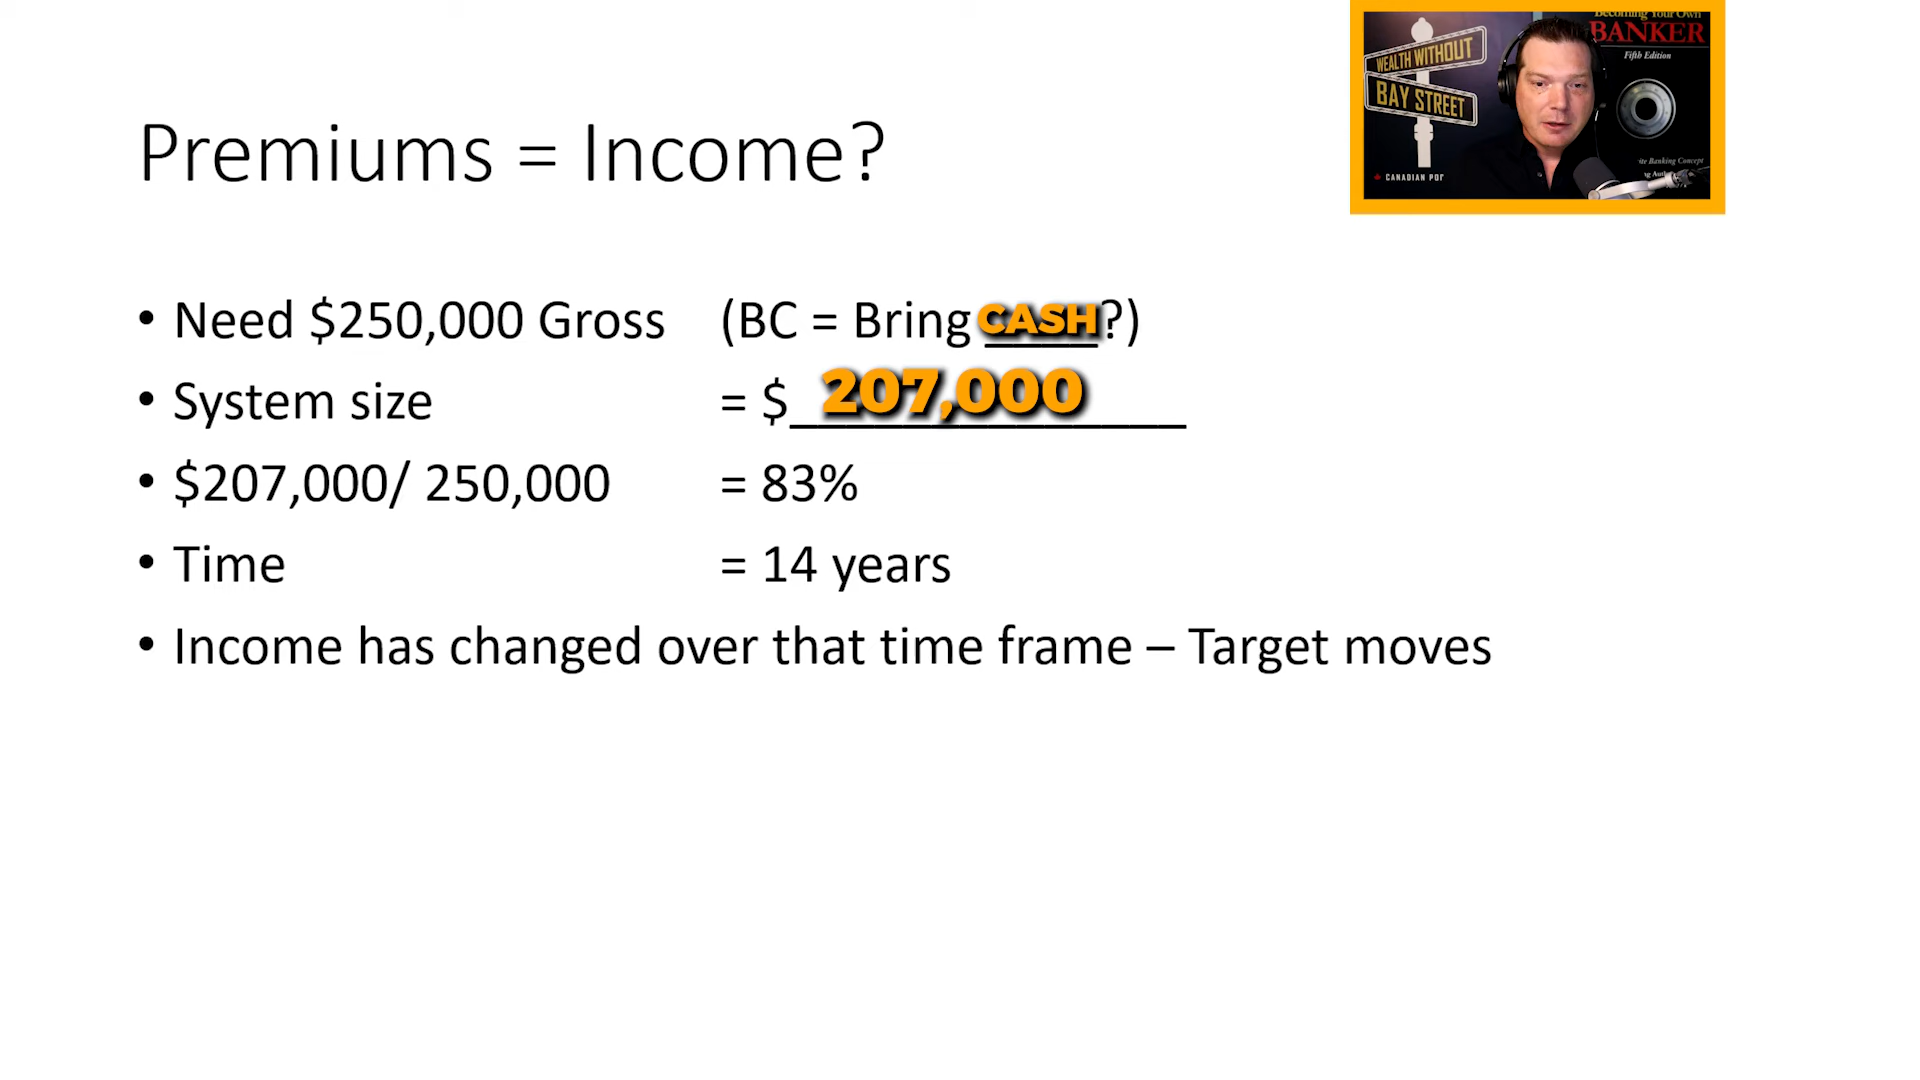 Premiums = Income?
• Need $250,000 Gross (BC = Bring CASH?)
• System size = $207,000
• $207,000/ 250,000 = 83%
• Time = 14 years
• Income has changed over that time frame – Target moves
WEALTH WITHOUT
BAY STREET
CANADIAN
Becoming Your Own
BANKER
Fifth Edition
Banking Concept